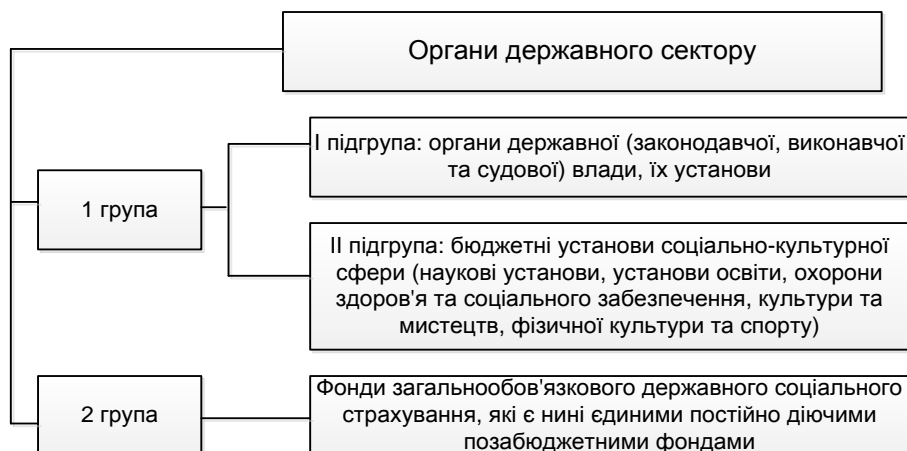 Органи державного сектору
І підгрупа: органи державної (законодавчої, виконавчої
та судової) влади, їх установи
1 група
ІІ підгрупа: бюджетні установи соціально-культурної
сфери (наукові установи, установи освіти, охорони
здоров'я та соціального забезпечення, культури та
мистецтв, фізичної культури та спорту)
2 група
Фонди загальнообов'язкового державного соціального
страхування, які є нині єдиними постійно діючими
позабюджетними фондами